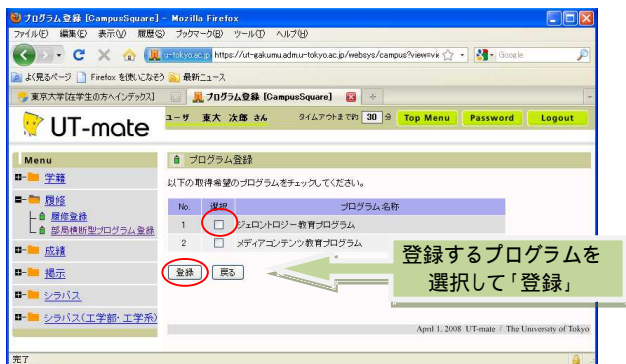 プログラム登録 [CampusSquare] - Mozilla Firefox
ファイル(F) 編集(E) 表示(V) 履歴(S) ブックマーク(B) ツール(T) ヘルプ(H)
u-tokyo.ac.jp https://ut-gakumu.adm.u-tokyo.ac.jp/websys/campus?view=vi Google
よく見るページ Firefox を使いこなそう 最新ニュース
東京大学[在学生の方へインデックス] プログラム登録 [CampusSquare]
UT-mate
ユーザ 東大 次郎 さん タイムアウトまで約 30 分 Top Menu Password Logout
Menu
学籍
履修
履修登録
部局横断型プログラム登録
成績
掲示
シラバス
シラバス(工学部・工学系)
プログラム登録
以下の取得希望のプログラムをチェックしてください。
No. 選択 プログラム名称
1 ジェロントロジー教育プログラム
2 メディアコンテンツ教育プログラム
登録 戻る
登録するプログラムを
選択して「登録」
April 1, 2008 UT-mate / The University of Tokyo
完了